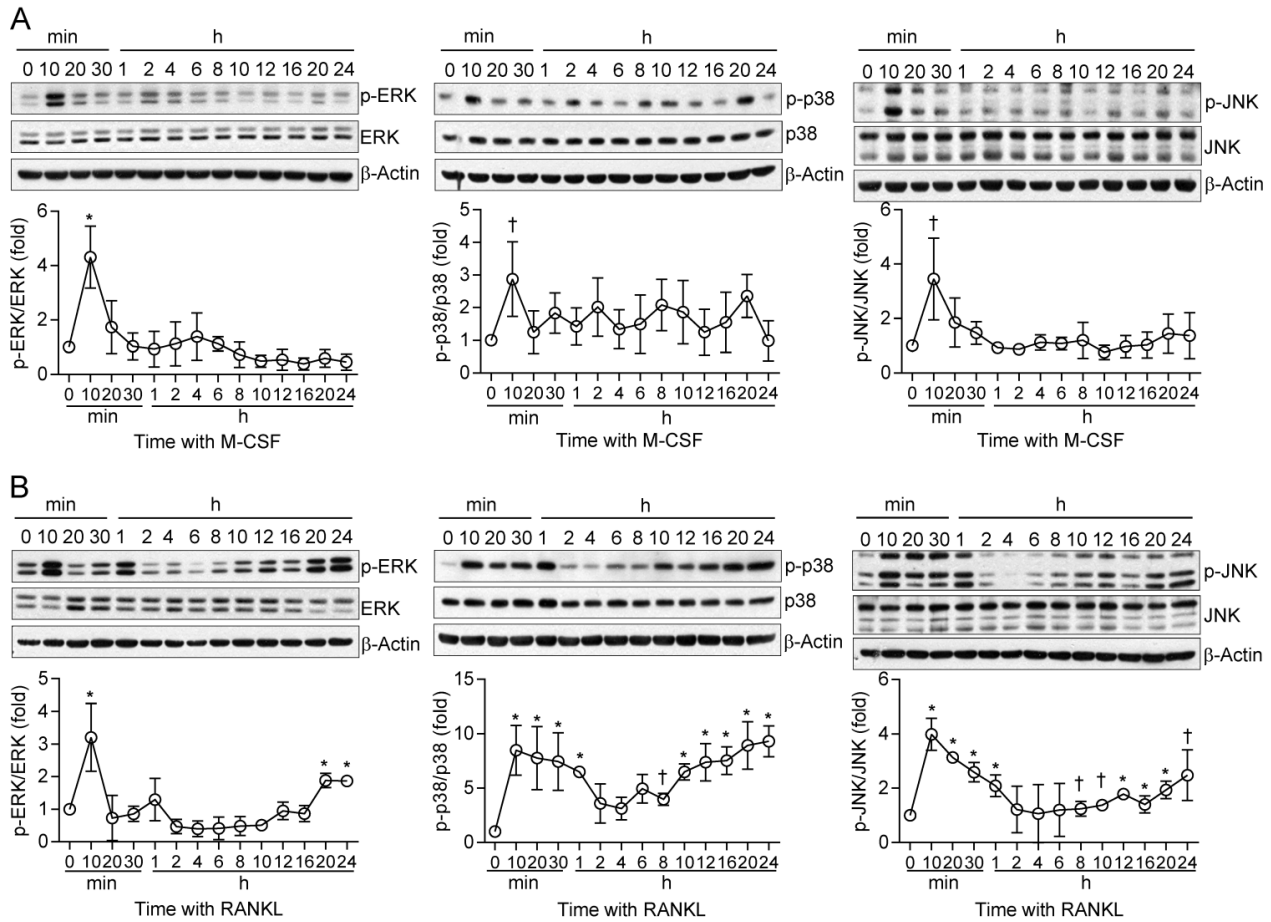 A
min h
0 10 20 30 1 2 4 6 8 10 12 16 20 24
p-ERK
ERK
β-Actin
p-ERK/ERK (fold)
6
4
2
0
*
0 10 20 30 1 2 4 6 8 10 12 16 20 24
min h
Time with M-CSF
min h
0 10 20 30 1 2 4 6 8 10 12 16 20 24
p-p38
p38
β-Actin
p-p38/p38 (fold)
5
4
3
2
1
0
†
0 10 20 30 1 2 4 6 8 10 12 16 20 24
min h
Time with M-CSF
min h
0 10 20 30 1 2 4 6 8 10 12 16 20 24
p-JNK
JNK
β-Actin
p-JNK/JNK (fold)
6
4
2
0
†
0 10 20 30 1 2 4 6 8 10 12 16 20 24
min h
Time with M-CSF
B
min h
0 10 20 30 1 2 4 6 8 10 12 16 20 24
p-ERK
ERK
β-Actin
p-ERK/ERK (fold)
5
4
3
2
1
0
* * *
0 10 20 30 1 2 4 6 8 10 12 16 20 24
min h
Time with RANKL
min h
0 10 20 30 1 2 4 6 8 10 12 16 20 24
p-p38
p38
β-Actin
p-p38/p38 (fold)
15
10
5
0
* * * * † * * * * *
0 10 20 30 1 2 4 6 8 10 12 16 20 24
min h
Time with RANKL
min h
0 10 20 30 1 2 4 6 8 10 12 16 20 24
p-JNK
JNK
β-Actin
p-JNK/JNK (fold)
6
4
2
0
* * * * † † * * * †
0 10 20 30 1 2 4 6 8 10 12 16 20 24
min h
Time with RANKL